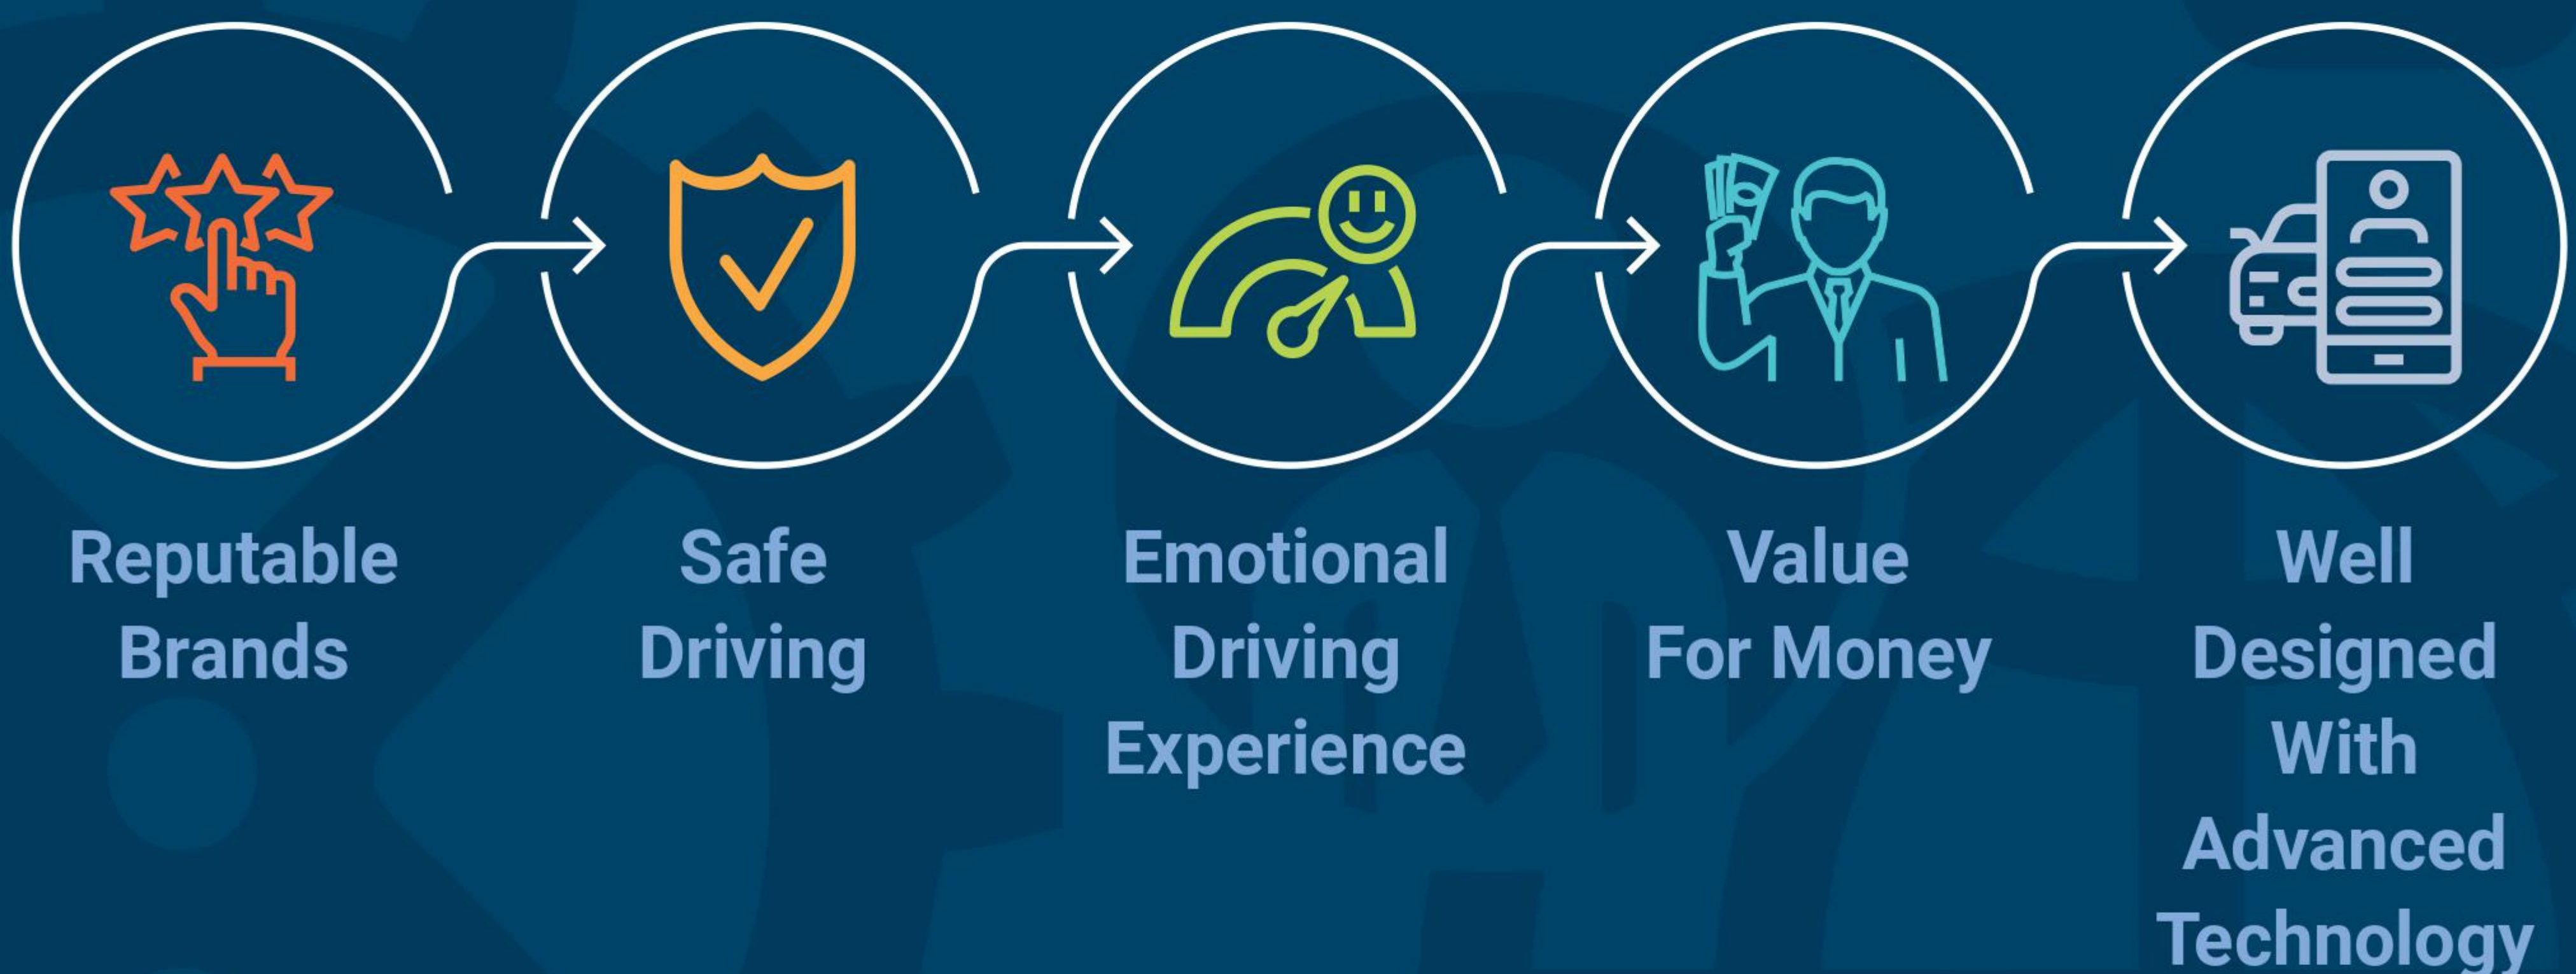 Reputable
Brands
Safe
Driving
Emotional
Driving
Experience
Value
For Money
Well
Designed
With
Advanced
Technology